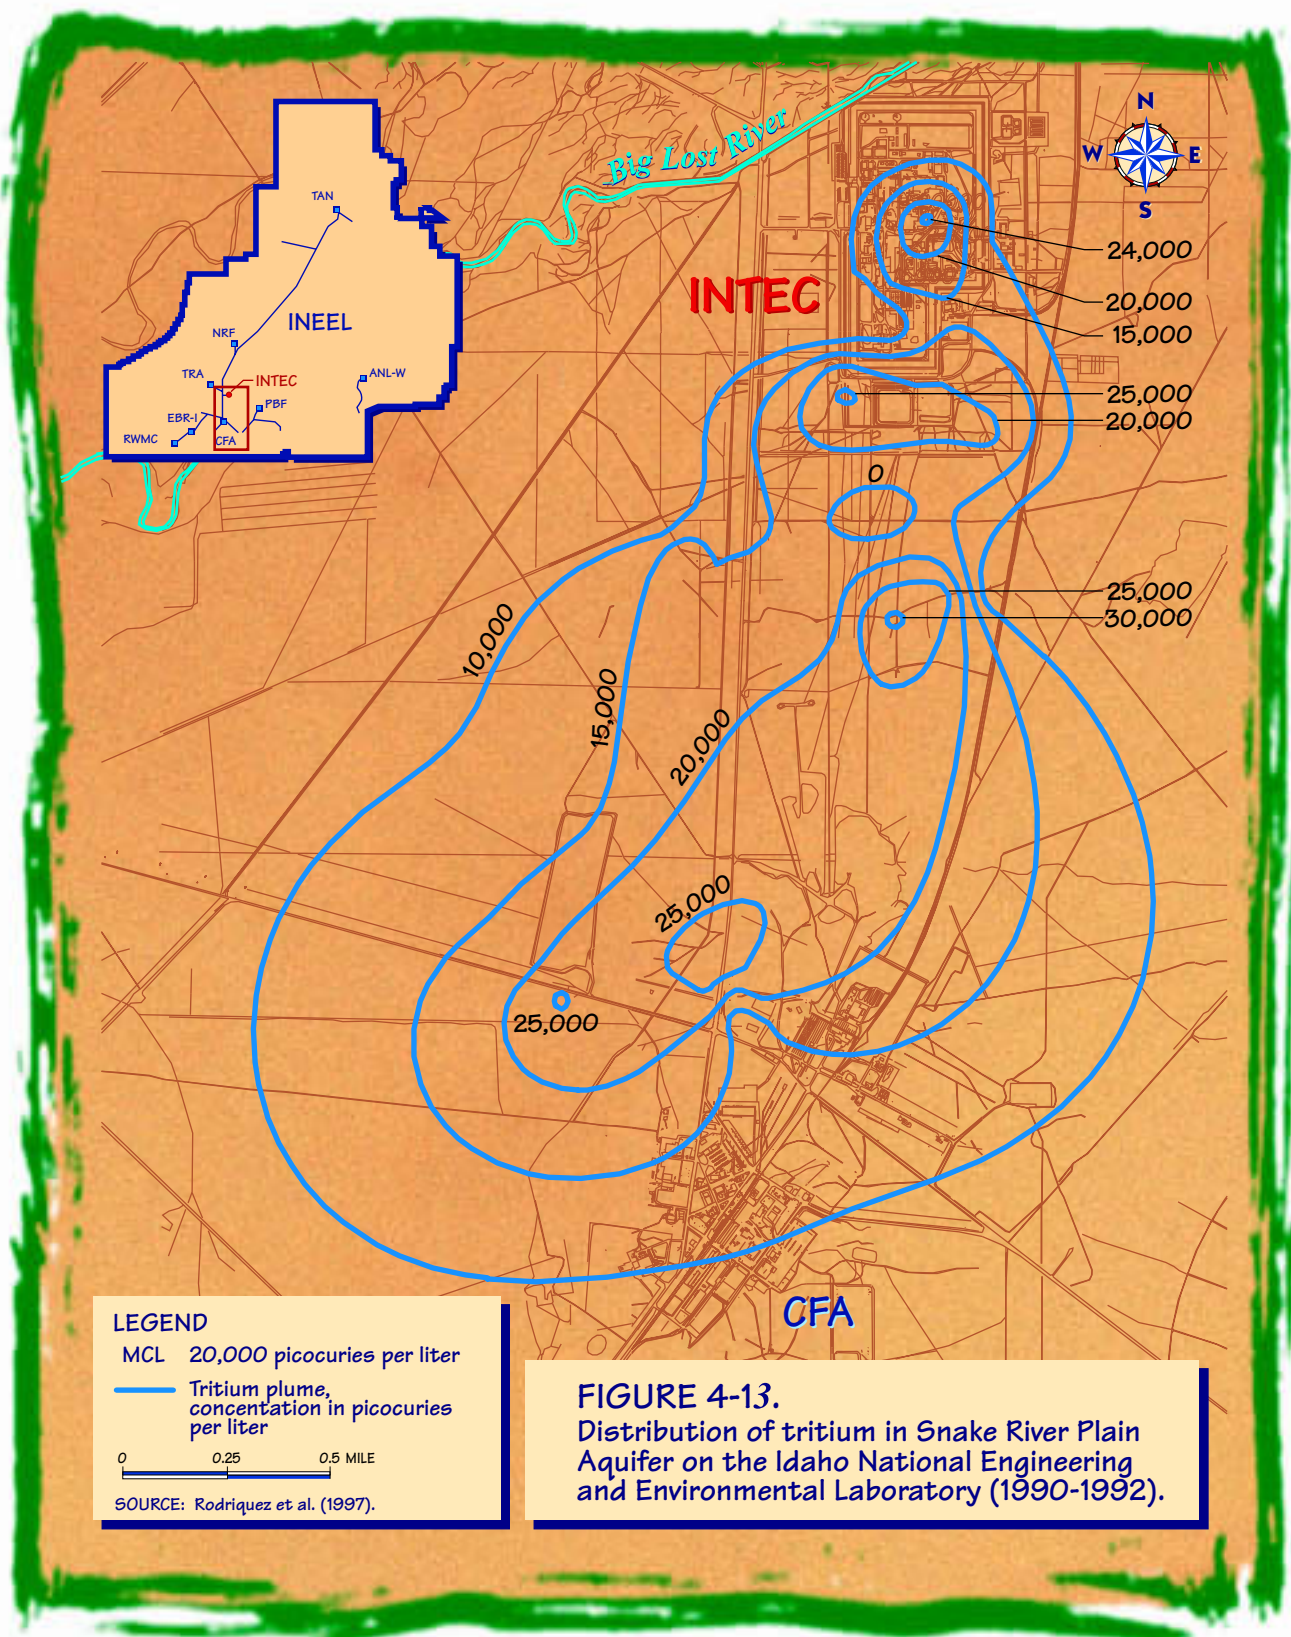 N
W
E
S
Big Lost River
TAN
INEEL
NRF
TRA
INTEC
ANL-W
PBF
EBR-I
RWMC
CFA
INTEC
24,000
20,000
15,000
25,000
20,000
0
25,000
30,000
10,000
15,000
20,000
25,000
25,000
CFA
LEGEND
MCL 20,000 picocuries per liter
Tritium plume,
concentation in picocuries
per liter
0 0.25 0.5 MILE
SOURCE: Rodriquez et al. (1997).
FIGURE 4-13.
Distribution of tritium in Snake River Plain
Aquifer on the Idaho National Engineering
and Environmental Laboratory (1990-1992).